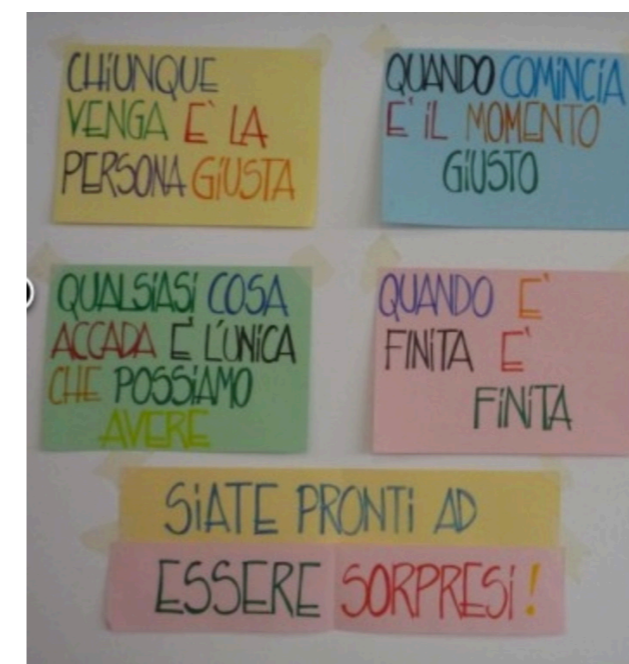 CHIUNQUE
VENGA E' LA
PERSONA GIUSTA
QUANDO COMINCIA
E' IL MOMENTO
GIUSTO
QUALSIASI COSA
ACCADA E' L'UNICA
CHE POSSIAMO
AVERE
QUANDO E'
FINITA E'
FINITA
SIATE PRONTI AD
ESSERE SORPRESI!